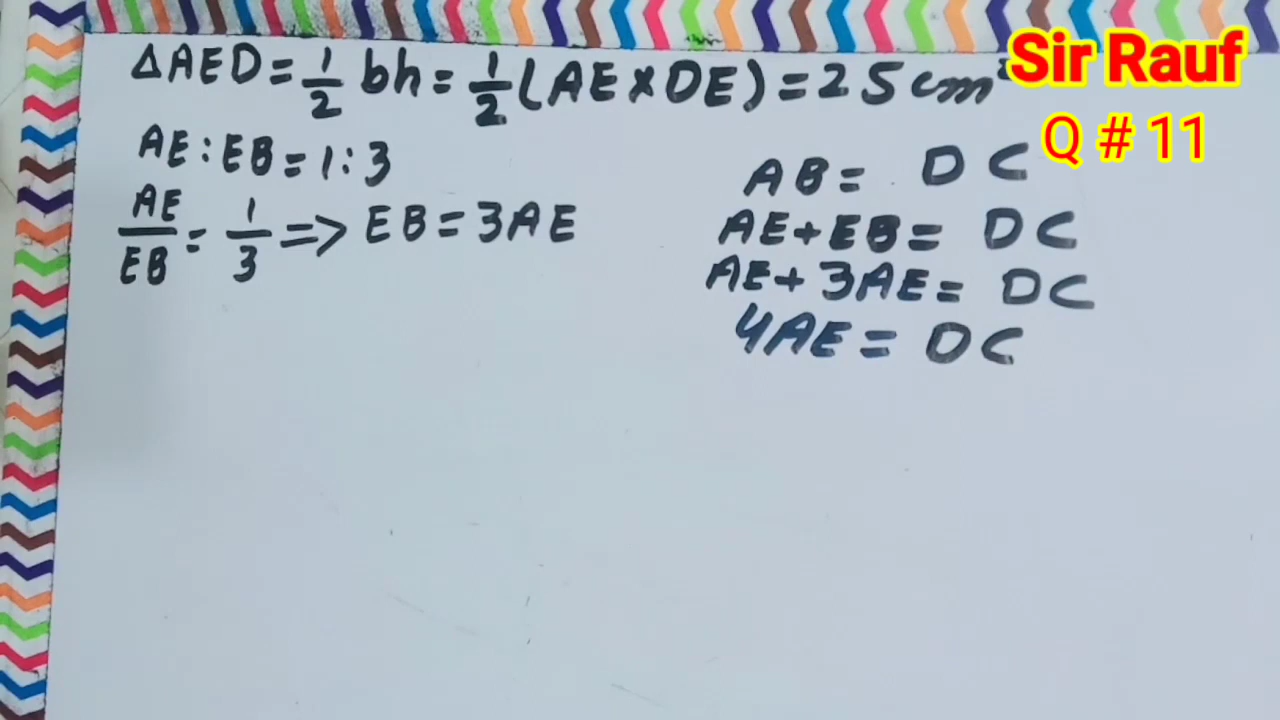 △AED = 1/2 bh = 1/2 (AE × DE) = 25 cm²
Sir Rauf
Q # 11
AE : EB = 1 : 3
AE/EB = 1/3 => EB = 3AE
AB = DC
AE + EB = DC
AE + 3AE = DC
4AE = DC